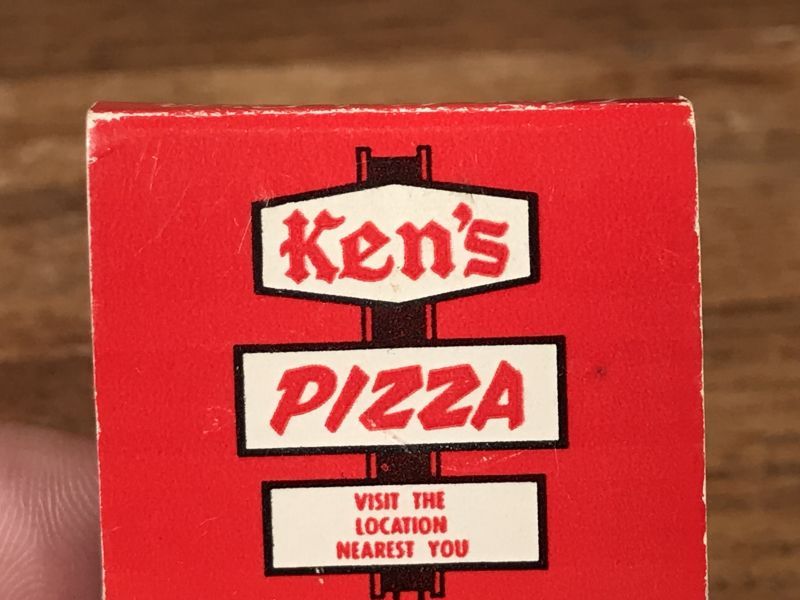 Ken's
PIZZA
VISIT THE
LOCATION
NEAREST YOU